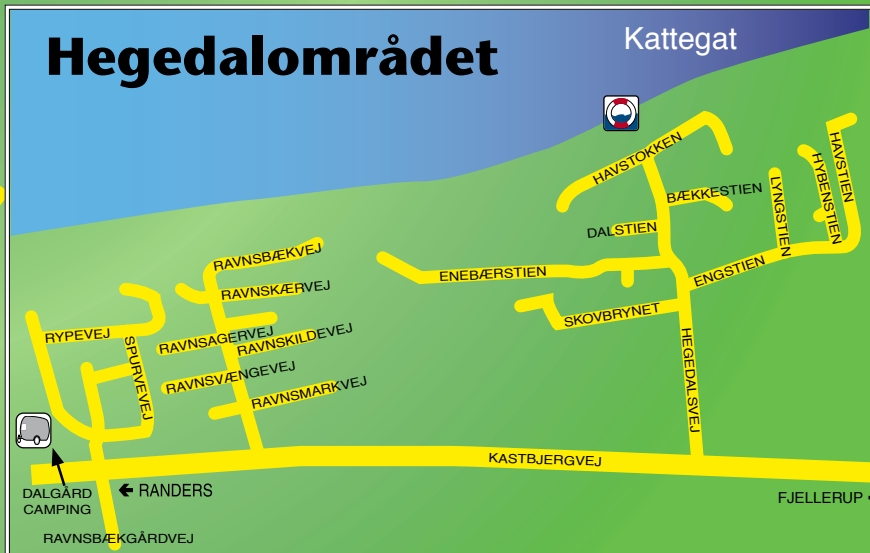 Hegedalområdet
Kattegat
HAVSTOKKEN
HAVSTIEN
HYBENSTIEN
LYNGSTIEN
BÆKKESTIEN
DALSTIEN
RAVNSBÆKVEJ
ENEBÆRSTIEN
ENGSTIEN
RAVNSKÆRVEJ
SKOVBRYNET
RYPEVEJ
SPURVEVEJ
RAVNSAGERVEJ
RAVNSKILDEVEJ
HEGEDALSVEJ
RAVNSVÆNGEVEJ
RAVNSMARKVEJ
KASTBJERGVEJ
DALGÅRD
CAMPING
RANDERS
FJELLERUP
RAVNSBÆKGÅRDVEJ